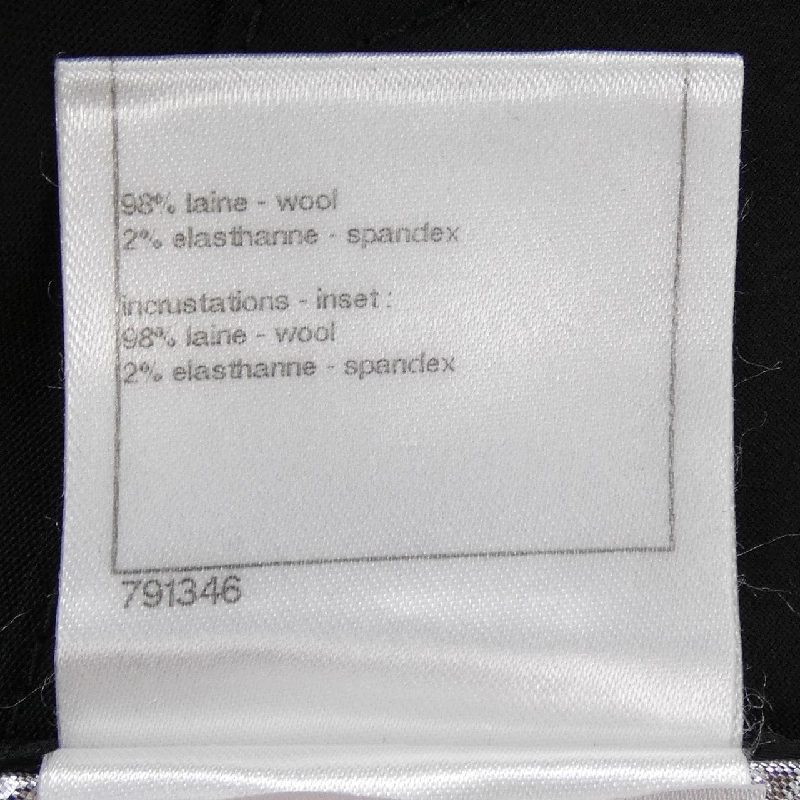 98% laine - wool
2% elasthanne - spandex
incrustations - inset :
98% laine - wool
2% elasthanne - spandex
791346